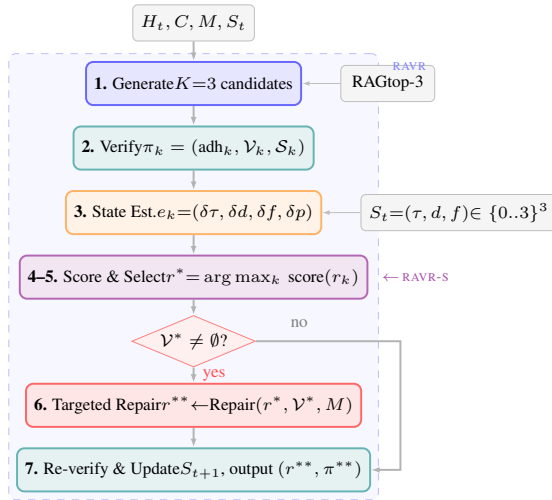 H_t, C, M, S_t
RAVR
1. Generate K=3 candidates
RAGtop-3
2. Verify π_k = (adh_k, 𝒱_k, 𝒮_k)
3. State Est. e_k=(δτ, δd, δf, δp)
S_t=(τ, d, f)∈ {0..3}^3
4–5. Score & Select r*= arg max_k score(r_k)
← RAVR-S
𝒱* ≠ ∅?
no
yes
6. Targeted Repair r**←Repair(r*, 𝒱*, M)
7. Re-verify & Update S_{t+1}, output (r**, π**)